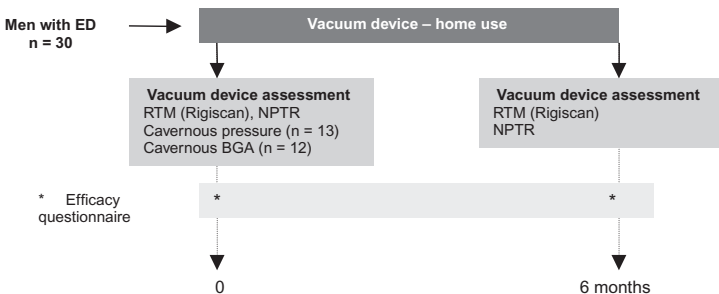 Men with ED
n = 30
Vacuum device – home use
Vacuum device assessment
RTM (Rigiscan), NPTR
Cavernous pressure (n = 13)
Cavernous BGA (n = 12)
Vacuum device assessment
RTM (Rigiscan)
NPTR
* Efficacy
questionnaire
* *
0 6 months